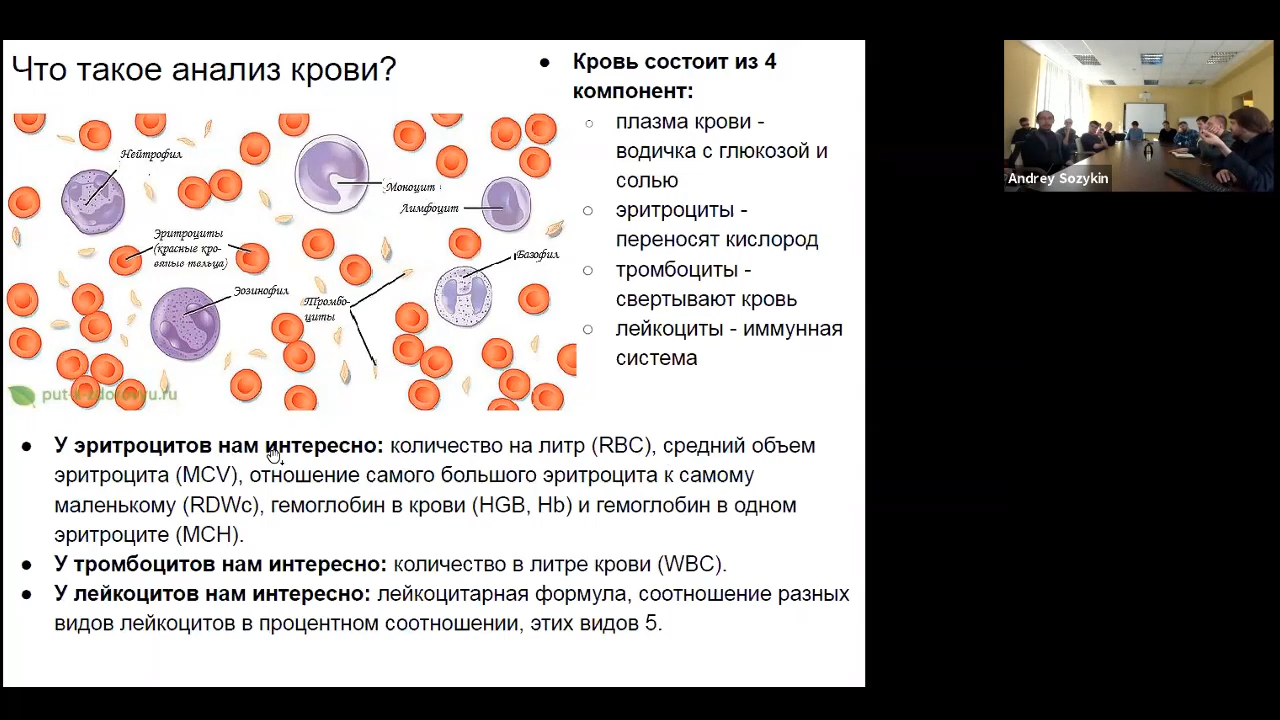 Что такое анализ крови?
Нейтрофил
Моноцит
Лимфоцит
Эритроциты
(красные кро-
вяные тельца)
Базофил
Эозинофил
Тромбо-
циты
put-k-zdorovyu.ru
● Кровь состоит из 4
компонент:
○ плазма крови -
водичка с глюкозой и
солью
○ эритроциты -
переносят кислород
○ тромбоциты -
свертывают кровь
○ лейкоциты - иммунная
система
● У эритроцитов нам интересно: количество на литр (RBC), средний объем
эритроцита (MCV), отношение самого большого эритроцита к самому
маленькому (RDWc), гемоглобин в крови (HGB, Hb) и гемоглобин в одном
эритроците (MCH).
● У тромбоцитов нам интересно: количество в литре крови (WBC).
● У лейкоцитов нам интересно: лейкоцитарная формула, соотношение разных
видов лейкоцитов в процентном соотношении, этих видов 5.
Andrey Sozykin